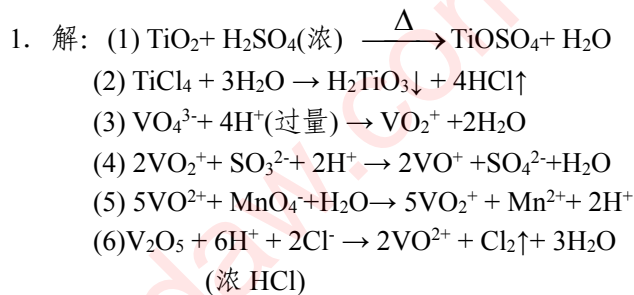 1. 解：(1) TiO₂+ H₂SO₄(浓) —Δ→ TiOSO₄+ H₂O
(2) TiCl₄ + 3H₂O → H₂TiO₃↓ + 4HCl↑
(3) VO₄³⁻+ 4H⁺(过量) → VO₂⁺ +2H₂O
(4) 2VO₂⁺+ SO₃²⁻+ 2H⁺ → 2VO⁺ +SO₄²⁻+H₂O
(5) 5VO²⁺+ MnO₄⁻+H₂O→ 5VO₂⁺ + Mn²⁺+ 2H⁺
(6)V₂O₅ + 6H⁺ + 2Cl⁻ → 2VO²⁺ + Cl₂↑+ 3H₂O
(浓 HCl)